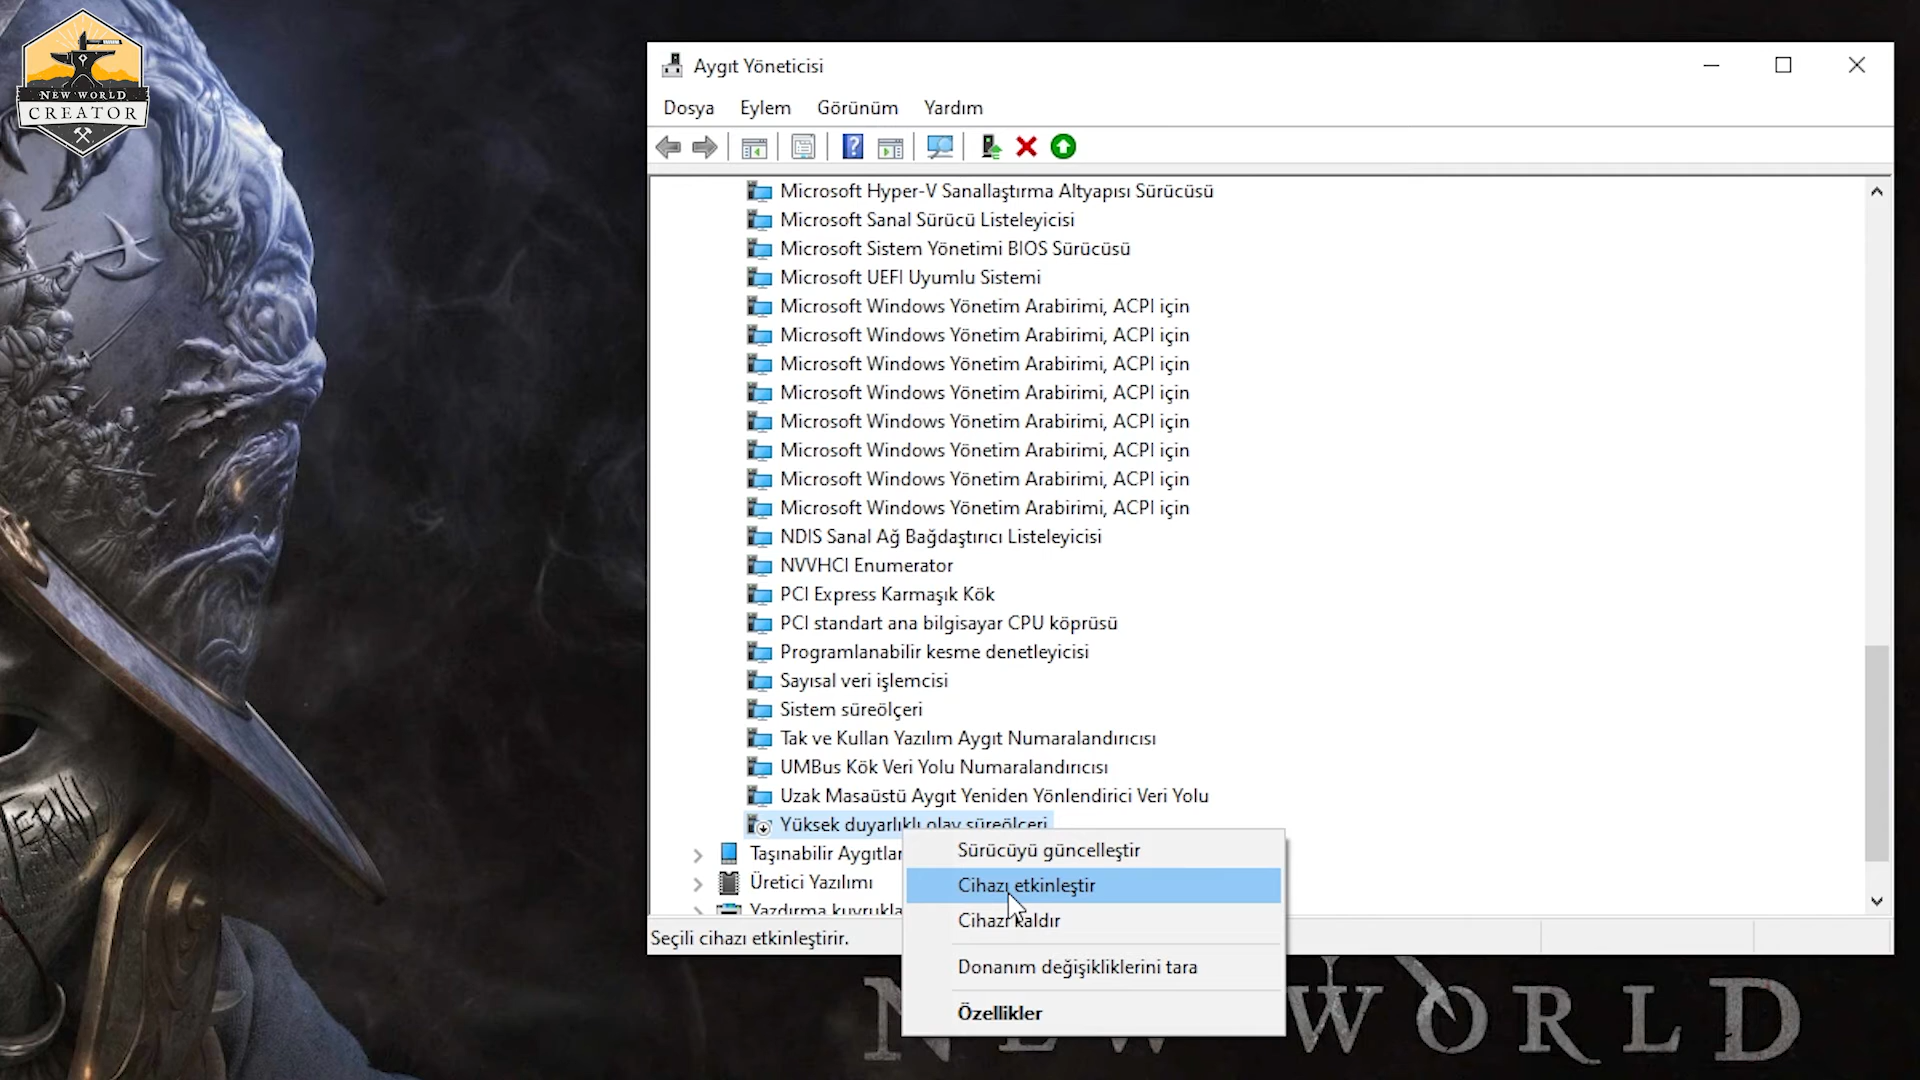 NEW WORLD
CREATOR
Aygıt Yöneticisi
Dosya Eylem Görünüm Yardım
Microsoft Hyper-V Sanallaştırma Altyapısı Sürücüsü
Microsoft Sanal Sürücü Listeleyicisi
Microsoft Sistem Yönetimi BIOS Sürücüsü
Microsoft UEFI Uyumlu Sistemi
Microsoft Windows Yönetim Arabirimi, ACPI için
Microsoft Windows Yönetim Arabirimi, ACPI için
Microsoft Windows Yönetim Arabirimi, ACPI için
Microsoft Windows Yönetim Arabirimi, ACPI için
Microsoft Windows Yönetim Arabirimi, ACPI için
Microsoft Windows Yönetim Arabirimi, ACPI için
Microsoft Windows Yönetim Arabirimi, ACPI için
Microsoft Windows Yönetim Arabirimi, ACPI için
NDIS Sanal Ağ Bağdaştırıcı Listeleyicisi
NVVHCI Enumerator
PCI Express Karmaşık Kök
PCI standart ana bilgisayar CPU köprüsü
Programlanabilir kesme denetleyicisi
Sayısal veri işlemcisi
Sistem süreölçeri
Tak ve Kullan Yazılım Aygıt Numaralandırıcısı
UMBus Kök Veri Yolu Numaralandırıcısı
Uzak Masaüstü Aygıt Yeniden Yönlendirici Veri Yolu
Yüksek duyarlıklı olay süreölçeri
Taşınabilir Aygıtlar
Üretici Yazılımı
Yazdırma kuyrukla
Sürücüyü güncelleştir
Cihazı etkinleştir
Cihazı kaldır
Donanım değişikliklerini tara
Özellikler
Seçili cihazı etkinleştirir.
NEW WORLD